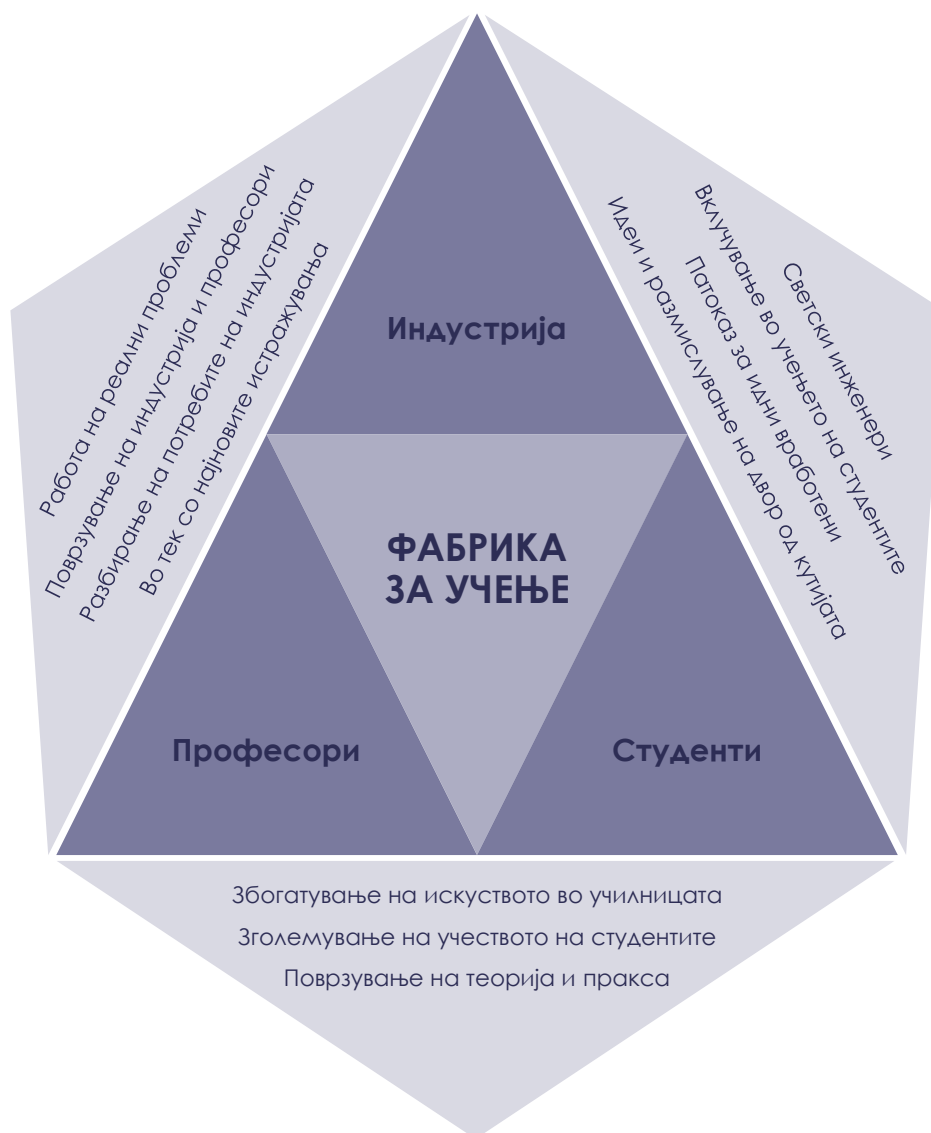 Индустрија
ФАБРИКА
ЗА УЧЕЊЕ
Професори
Студенти
Работа на реални проблеми
Поврзување на индустрија и професори
Разбирање на потребите на индустријата
Во тек со најновите истражувања
Светски инженери
Вклучување во учењето на студентите
Патоказ за идни вработени
Идеи и размислување на двор од кутијата
Збогатување на искуството во училницата
Зголемување на учеството на студентите
Поврзување на теорија и пракса